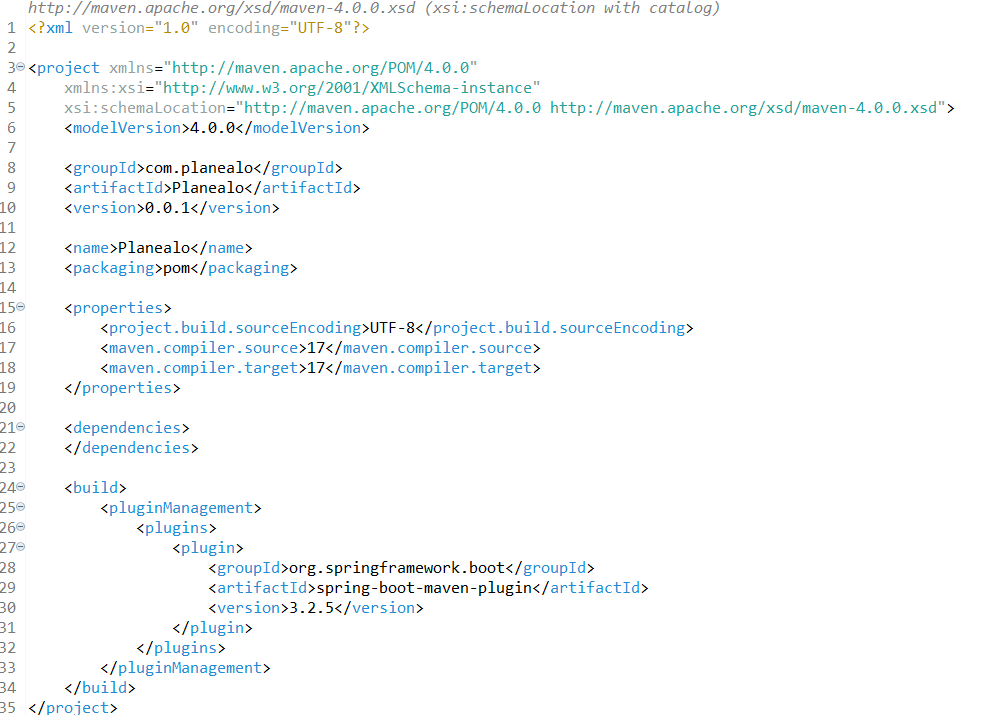 http://maven.apache.org/xsd/maven-4.0.0.xsd (xsi:schemaLocation with catalog)
1 <?xml version="1.0" encoding="UTF-8"?>
2
3 <project xmlns="http://maven.apache.org/POM/4.0.0"
4     xmlns:xsi="http://www.w3.org/2001/XMLSchema-instance"
5     xsi:schemaLocation="http://maven.apache.org/POM/4.0.0 http://maven.apache.org/xsd/maven-4.0.0.xsd">
6     <modelVersion>4.0.0</modelVersion>
7
8     <groupId>com.planealo</groupId>
9     <artifactId>Planealo</artifactId>
10     <version>0.0.1</version>
11
12     <name>Planealo</name>
13     <packaging>pom</packaging>
14
15     <properties>
16         <project.build.sourceEncoding>UTF-8</project.build.sourceEncoding>
17         <maven.compiler.source>17</maven.compiler.source>
18         <maven.compiler.target>17</maven.compiler.target>
19     </properties>
20
21     <dependencies>
22     </dependencies>
23
24     <build>
25         <pluginManagement>
26             <plugins>
27                 <plugin>
28                     <groupId>org.springframework.boot</groupId>
29                     <artifactId>spring-boot-maven-plugin</artifactId>
30                     <version>3.2.5</version>
31                 </plugin>
32             </plugins>
33         </pluginManagement>
34     </build>
35 </project>